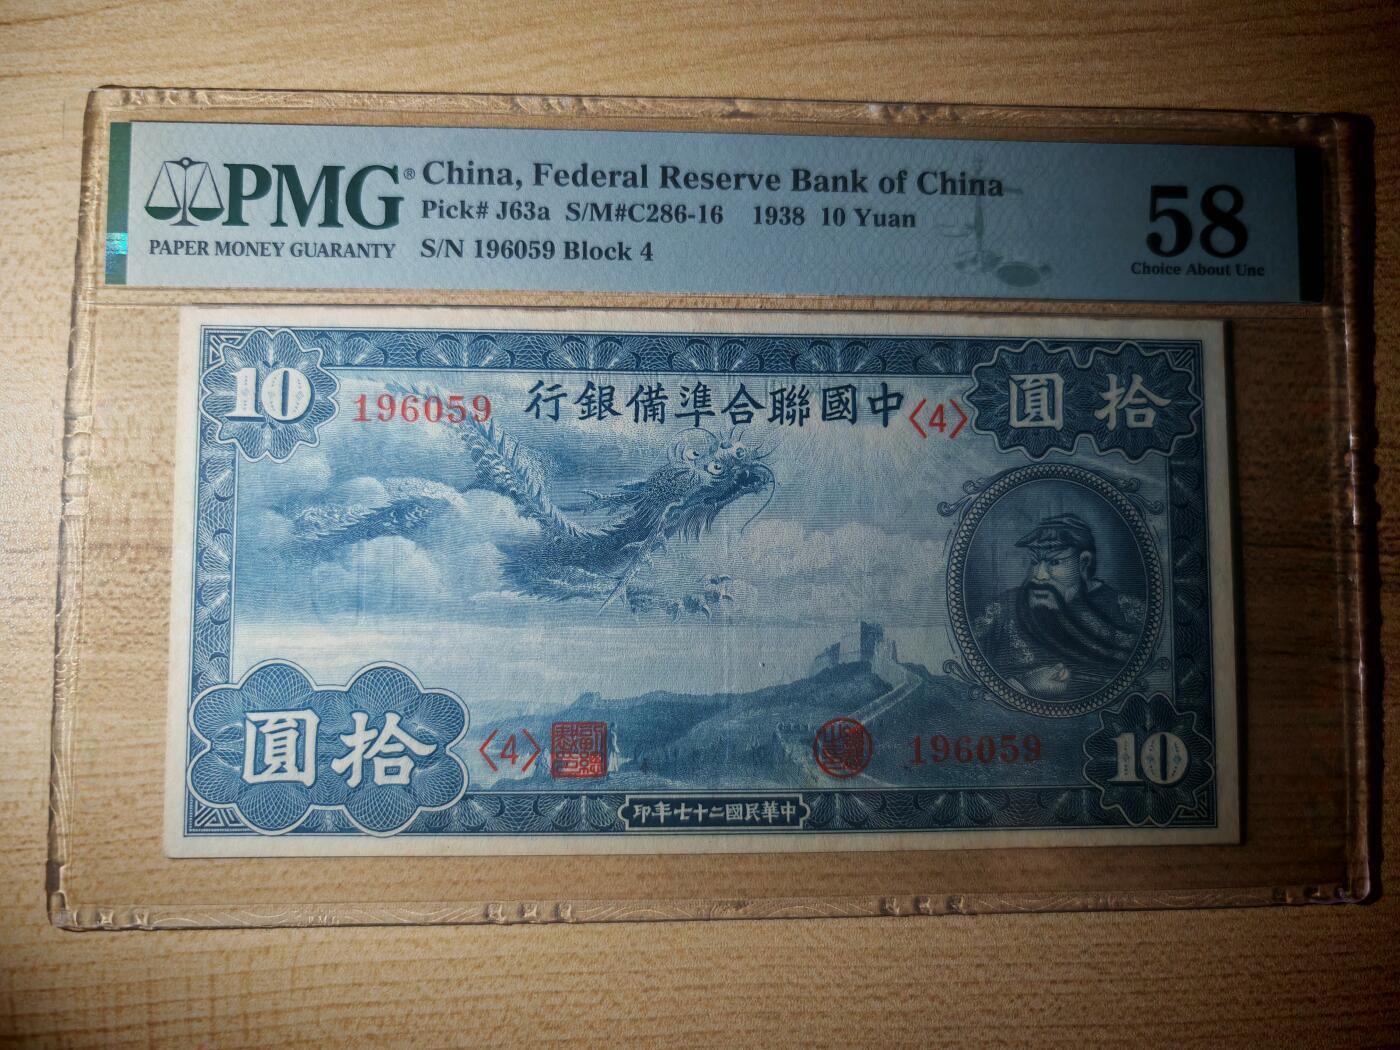 PMG® China, Federal Reserve Bank of China
PAPER MONEY GUARANTY
Pick# J63a S/M#C286-16 1938 10 Yuan
S/N 196059 Block 4
58
Choice About Unc
10
196059
行銀備準合聯國中
〈4〉
圓拾
圓拾
〈4〉
196059
10
印年七十二國民華中
PMG